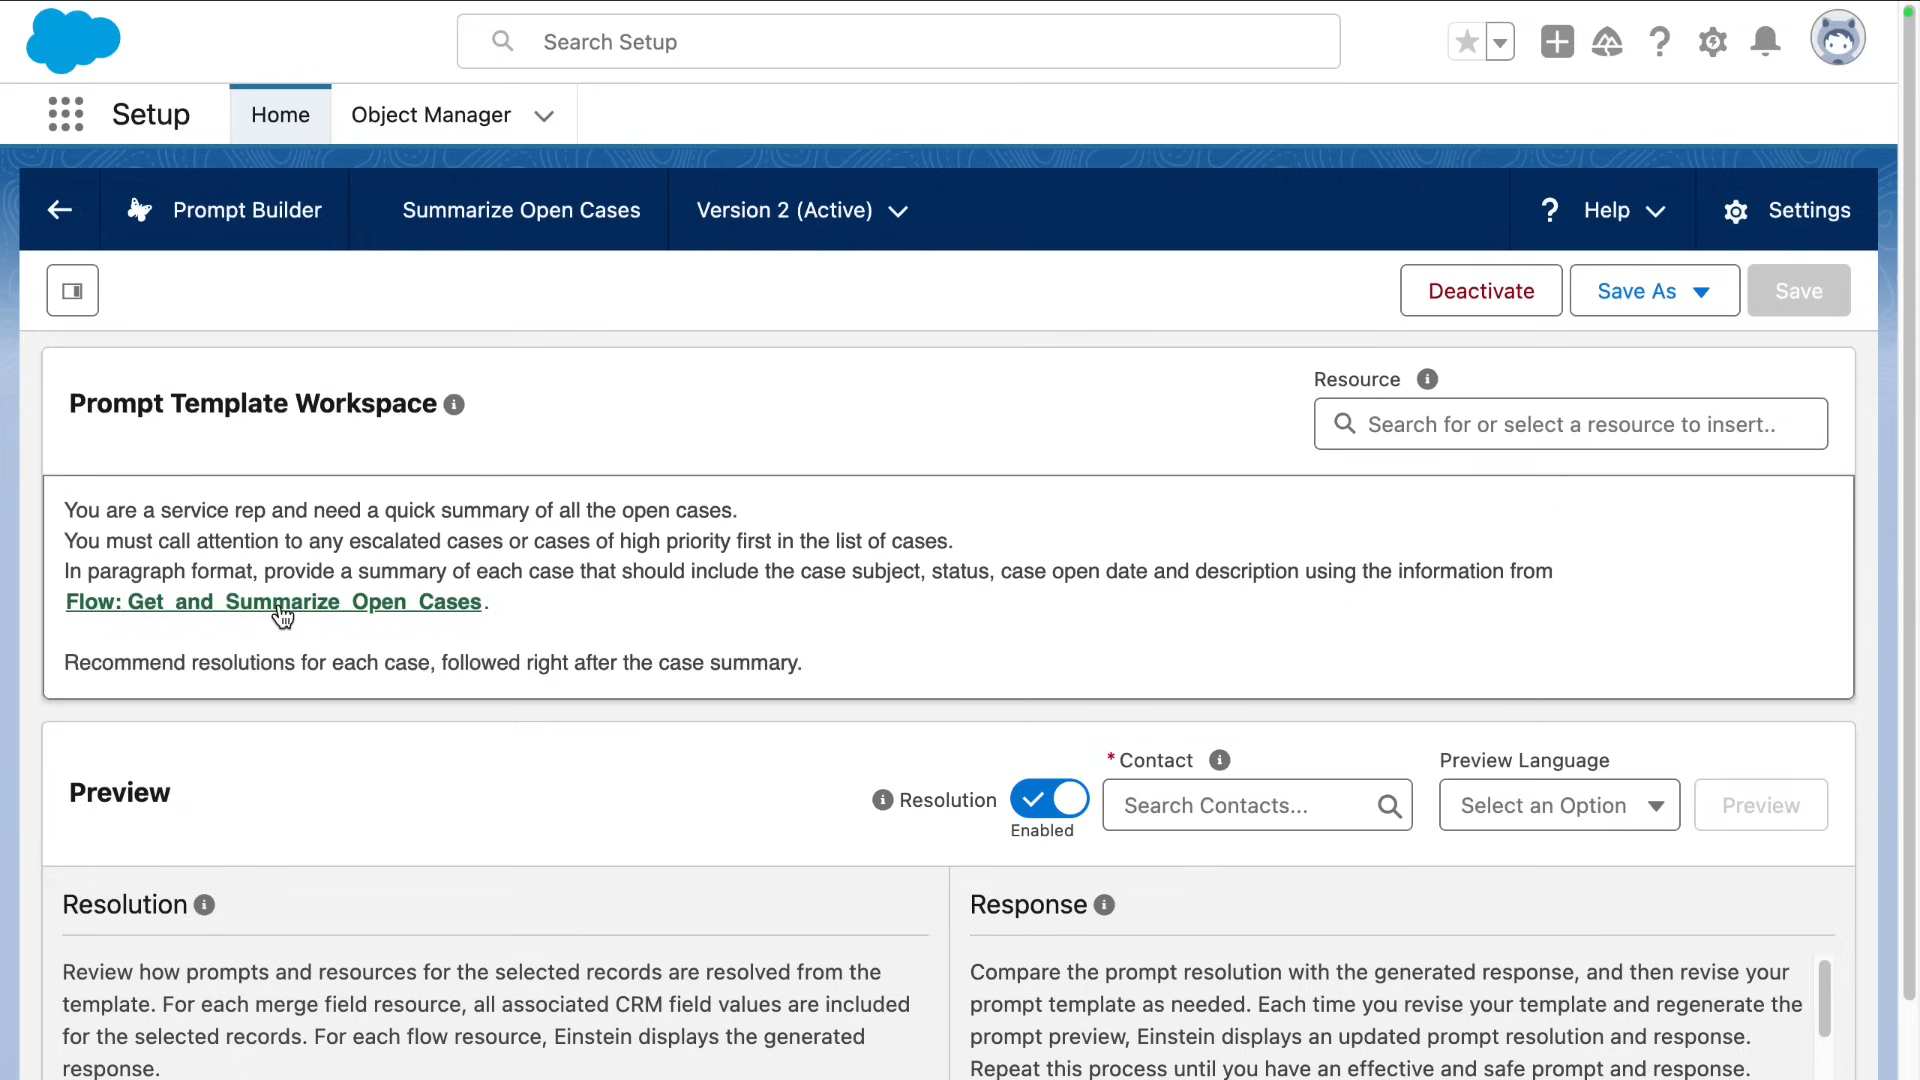 Search Setup
Setup
Home
Object Manager
Prompt Builder
Summarize Open Cases
Version 2 (Active)
? Help
Settings
Deactivate
Save As
Save
Prompt Template Workspace
Resource
Search for or select a resource to insert..
You are a service rep and need a quick summary of all the open cases.
You must call attention to any escalated cases or cases of high priority first in the list of cases.
In paragraph format, provide a summary of each case that should include the case subject, status, case open date and description using the information from
Flow: Get_and_Summarize_Open_Cases.
Recommend resolutions for each case, followed right after the case summary.
Preview
Resolution
Enabled
* Contact
Search Contacts...
Preview Language
Select an Option
Preview
Resolution
Review how prompts and resources for the selected records are resolved from the
template. For each merge field resource, all associated CRM field values are included
for the selected records. For each flow resource, Einstein displays the generated
response.
Response
Compare the prompt resolution with the generated response, and then revise your
prompt template as needed. Each time you revise your template and regenerate the
prompt preview, Einstein displays an updated prompt resolution and response.
Repeat this process until you have an effective and safe prompt and response.